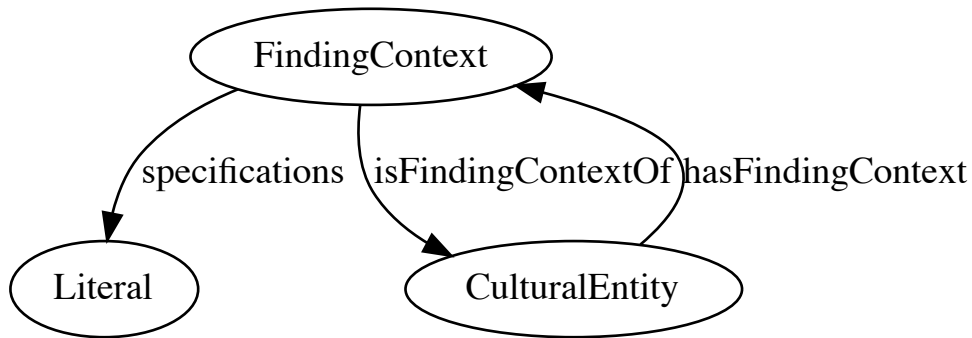 FindingContext
specifications
isFindingContextOf
hasFindingContext
Literal
CulturalEntity